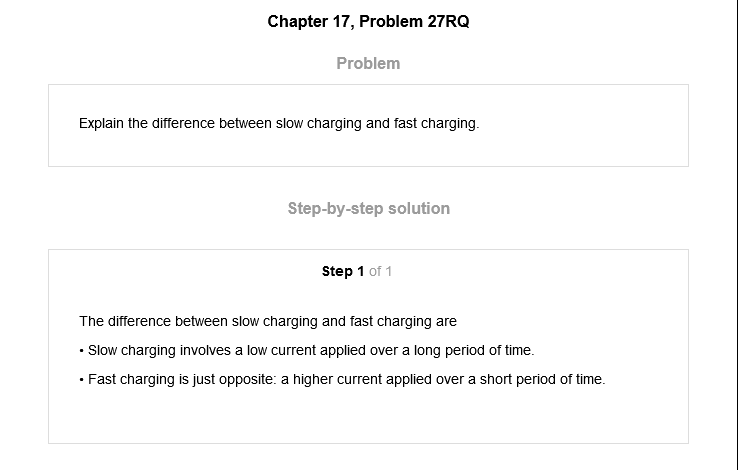 Chapter 17, Problem 27RQ
Problem
Explain the difference between slow charging and fast charging.
Step-by-step solution
Step 1 of 1
The difference between slow charging and fast charging are
• Slow charging involves a low current applied over a long period of time.
• Fast charging is just opposite: a higher current applied over a short period of time.